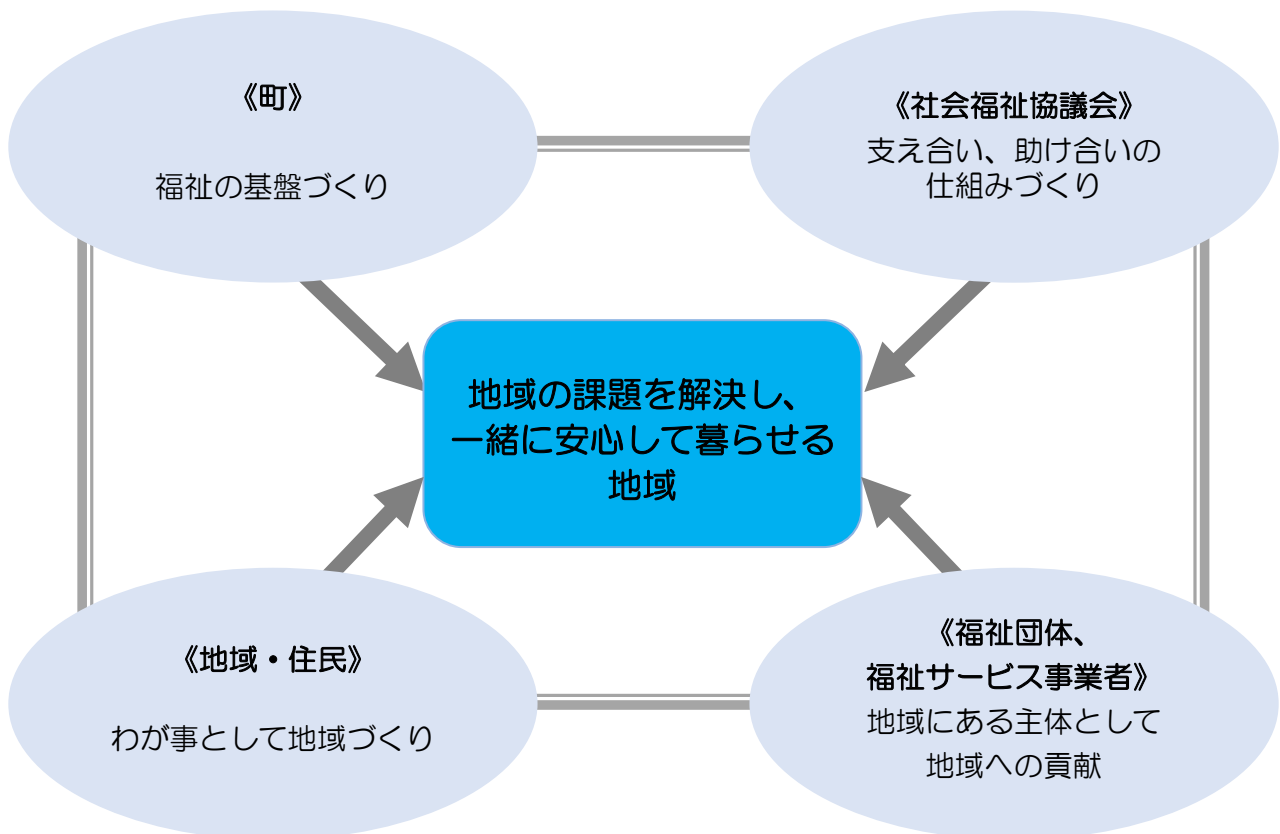 《町》
福祉の基盤づくり
《社会福祉協議会》
支え合い、助け合いの
仕組みづくり
地域の課題を解決し、
一緒に安心して暮らせる
地域
《地域・住民》
わが事として地域づくり
《福祉団体、
福祉サービス事業者》
地域にある主体として
地域への貢献